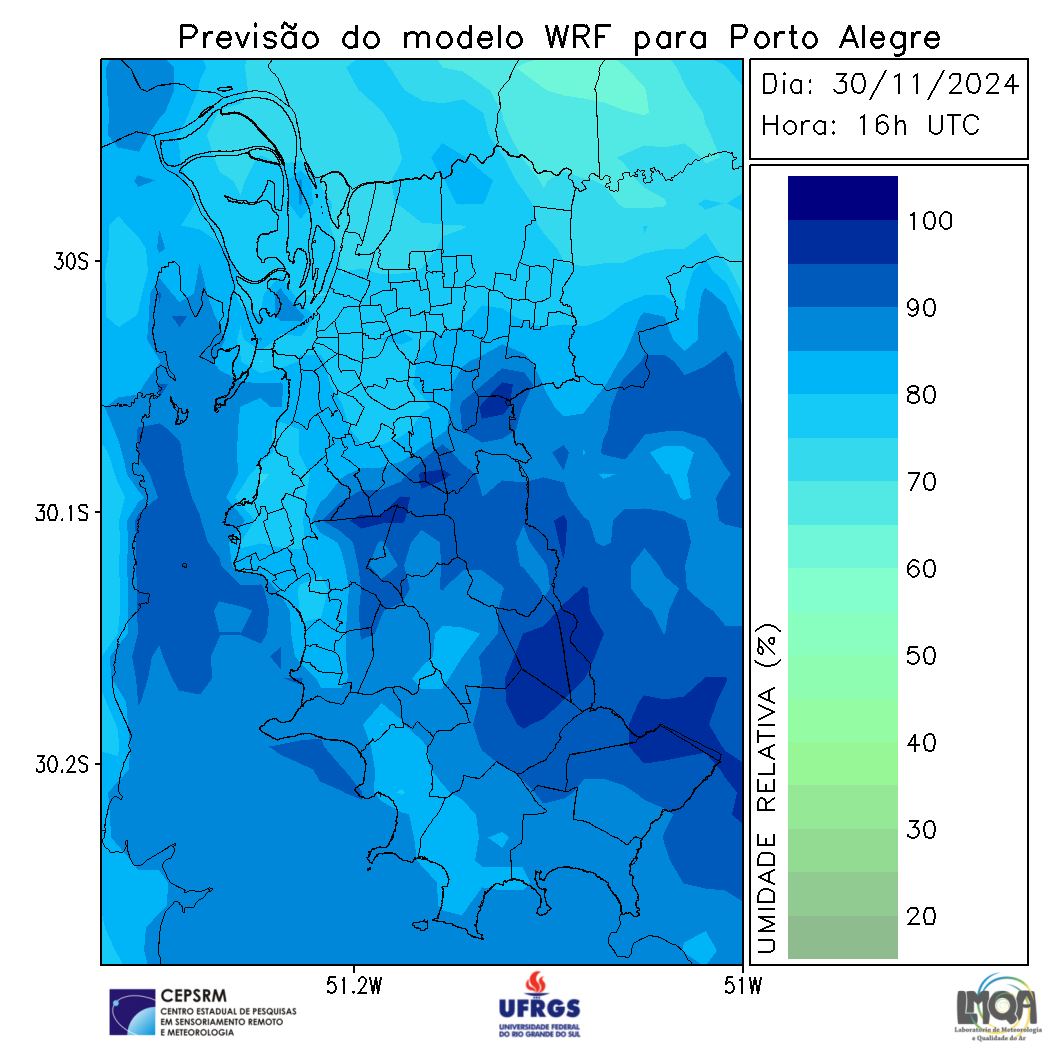 Previsão do modelo WRF para Porto Alegre
Dia: 30/11/2024
Hora: 16h UTC
100
90
80
70
60
50
40
30
20
UMIDADE RELATIVA (%)
30S
30.1S
30.2S
51.2W
51W
CEPSRM
CENTRO ESTADUAL DE PESQUISAS
EM SENSORIAMENTO REMOTO
E METEOROLOGIA
UFRGS
UNIVERSIDADE FEDERAL
DO RIO GRANDE DO SUL
LMQA
Laboratório de Meteorologia
e Qualidade do Ar